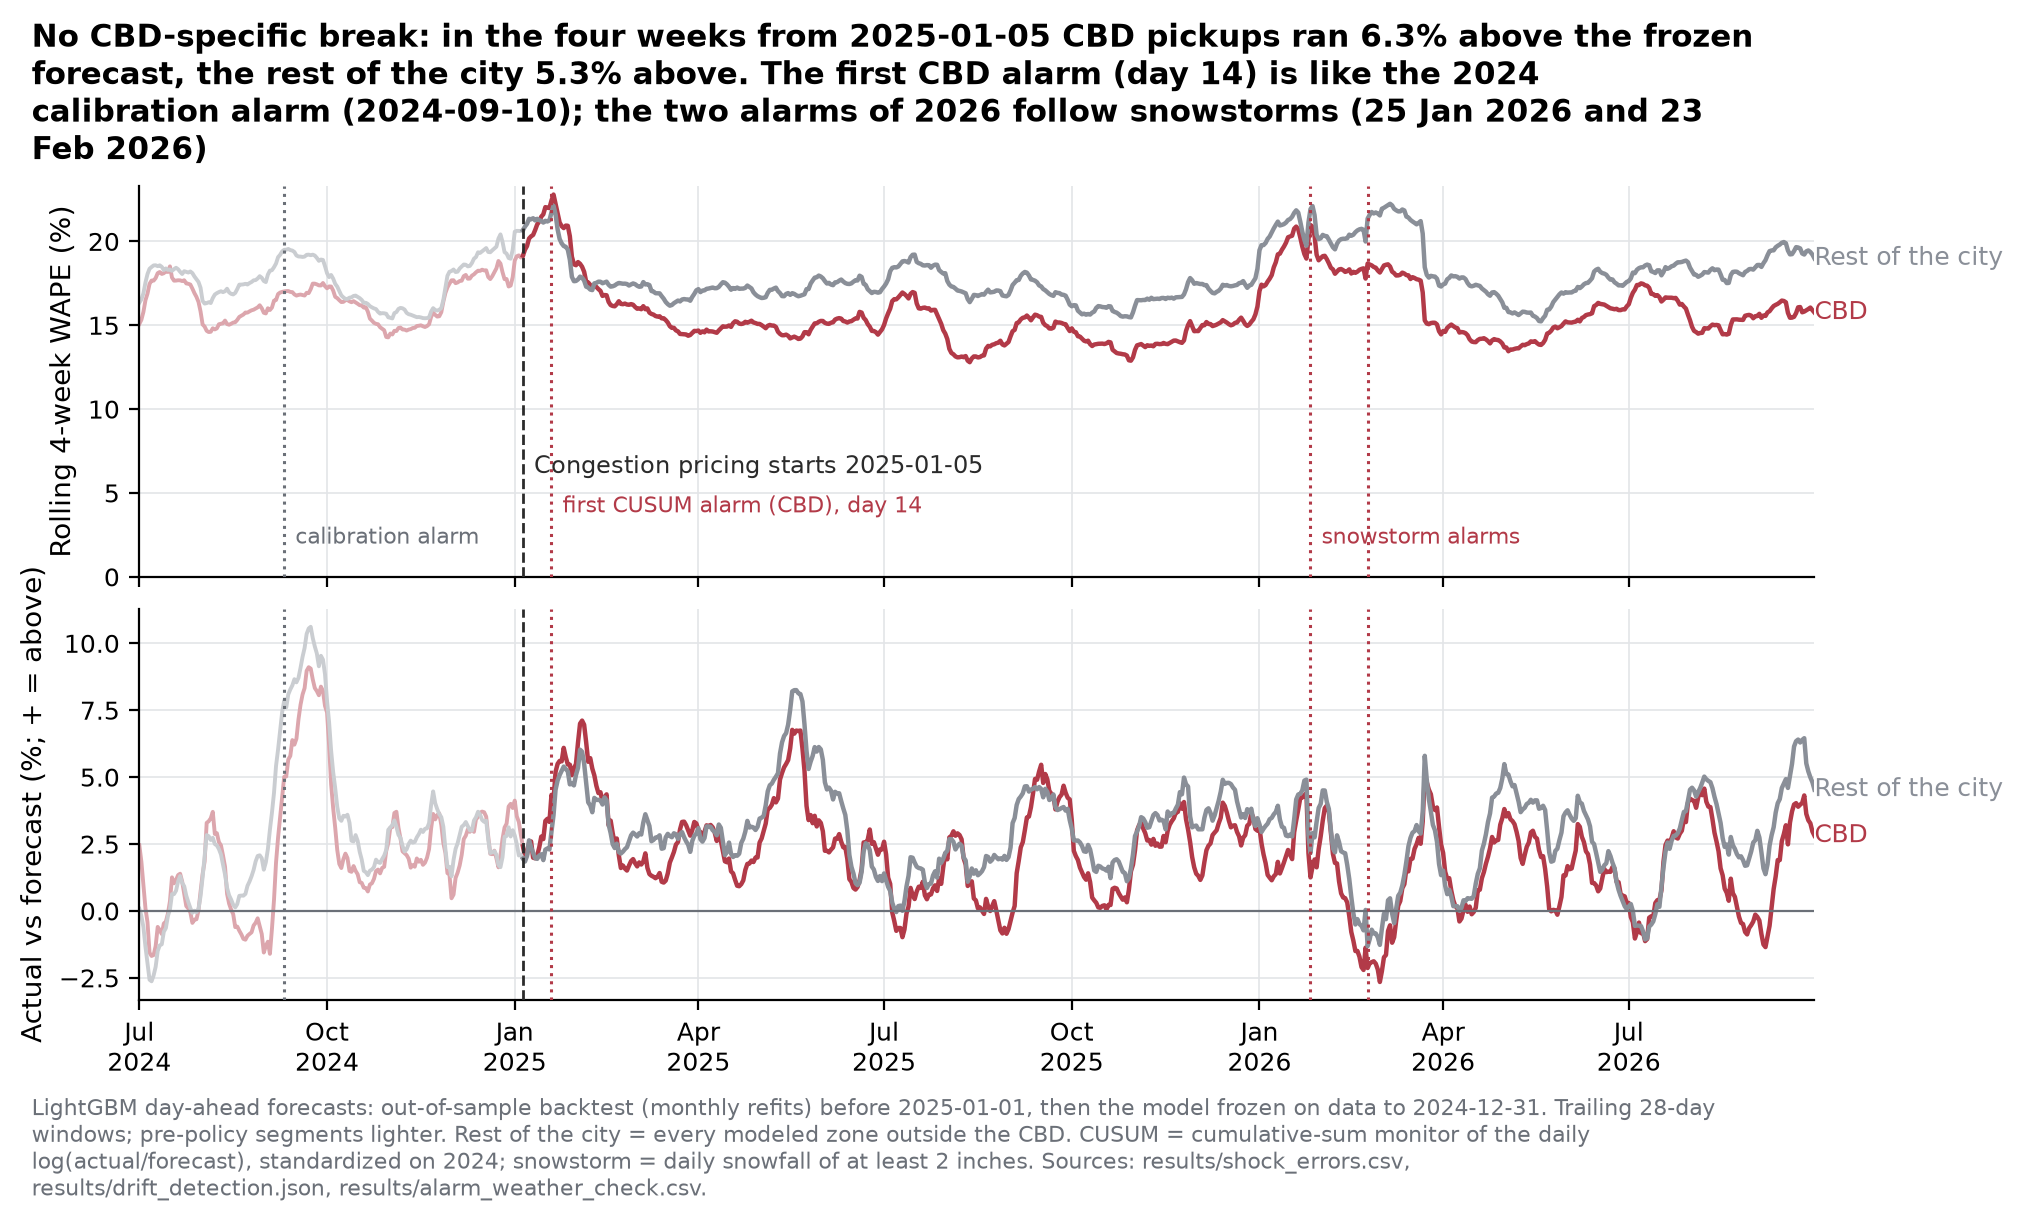 No CBD-specific break: in the four weeks from 2025-01-05 CBD pickups ran 6.3% above the frozen
forecast, the rest of the city 5.3% above. The first CBD alarm (day 14) is like the 2024
calibration alarm (2024-09-10); the two alarms of 2026 follow snowstorms (25 Jan 2026 and 23
Feb 2026)
Rolling 4-week WAPE (%)
20
15
10
5
0
Rest of the city
CBD
Congestion pricing starts 2025-01-05
first CUSUM alarm (CBD), day 14
calibration alarm
snowstorm alarms
Actual vs forecast (%; + = above)
10.0
7.5
5.0
2.5
0.0
−2.5
Rest of the city
CBD
Jul Oct Jan Apr Jul Oct Jan Apr Jul
2024 2024 2025 2025 2025 2025 2026 2026 2026
LightGBM day-ahead forecasts: out-of-sample backtest (monthly refits) before 2025-01-01, then the model frozen on data to 2024-12-31. Trailing 28-day
windows; pre-policy segments lighter. Rest of the city = every modeled zone outside the CBD. CUSUM = cumulative-sum monitor of the daily
log(actual/forecast), standardized on 2024; snowstorm = daily snowfall of at least 2 inches. Sources: results/shock_errors.csv,
results/drift_detection.json, results/alarm_weather_check.csv.